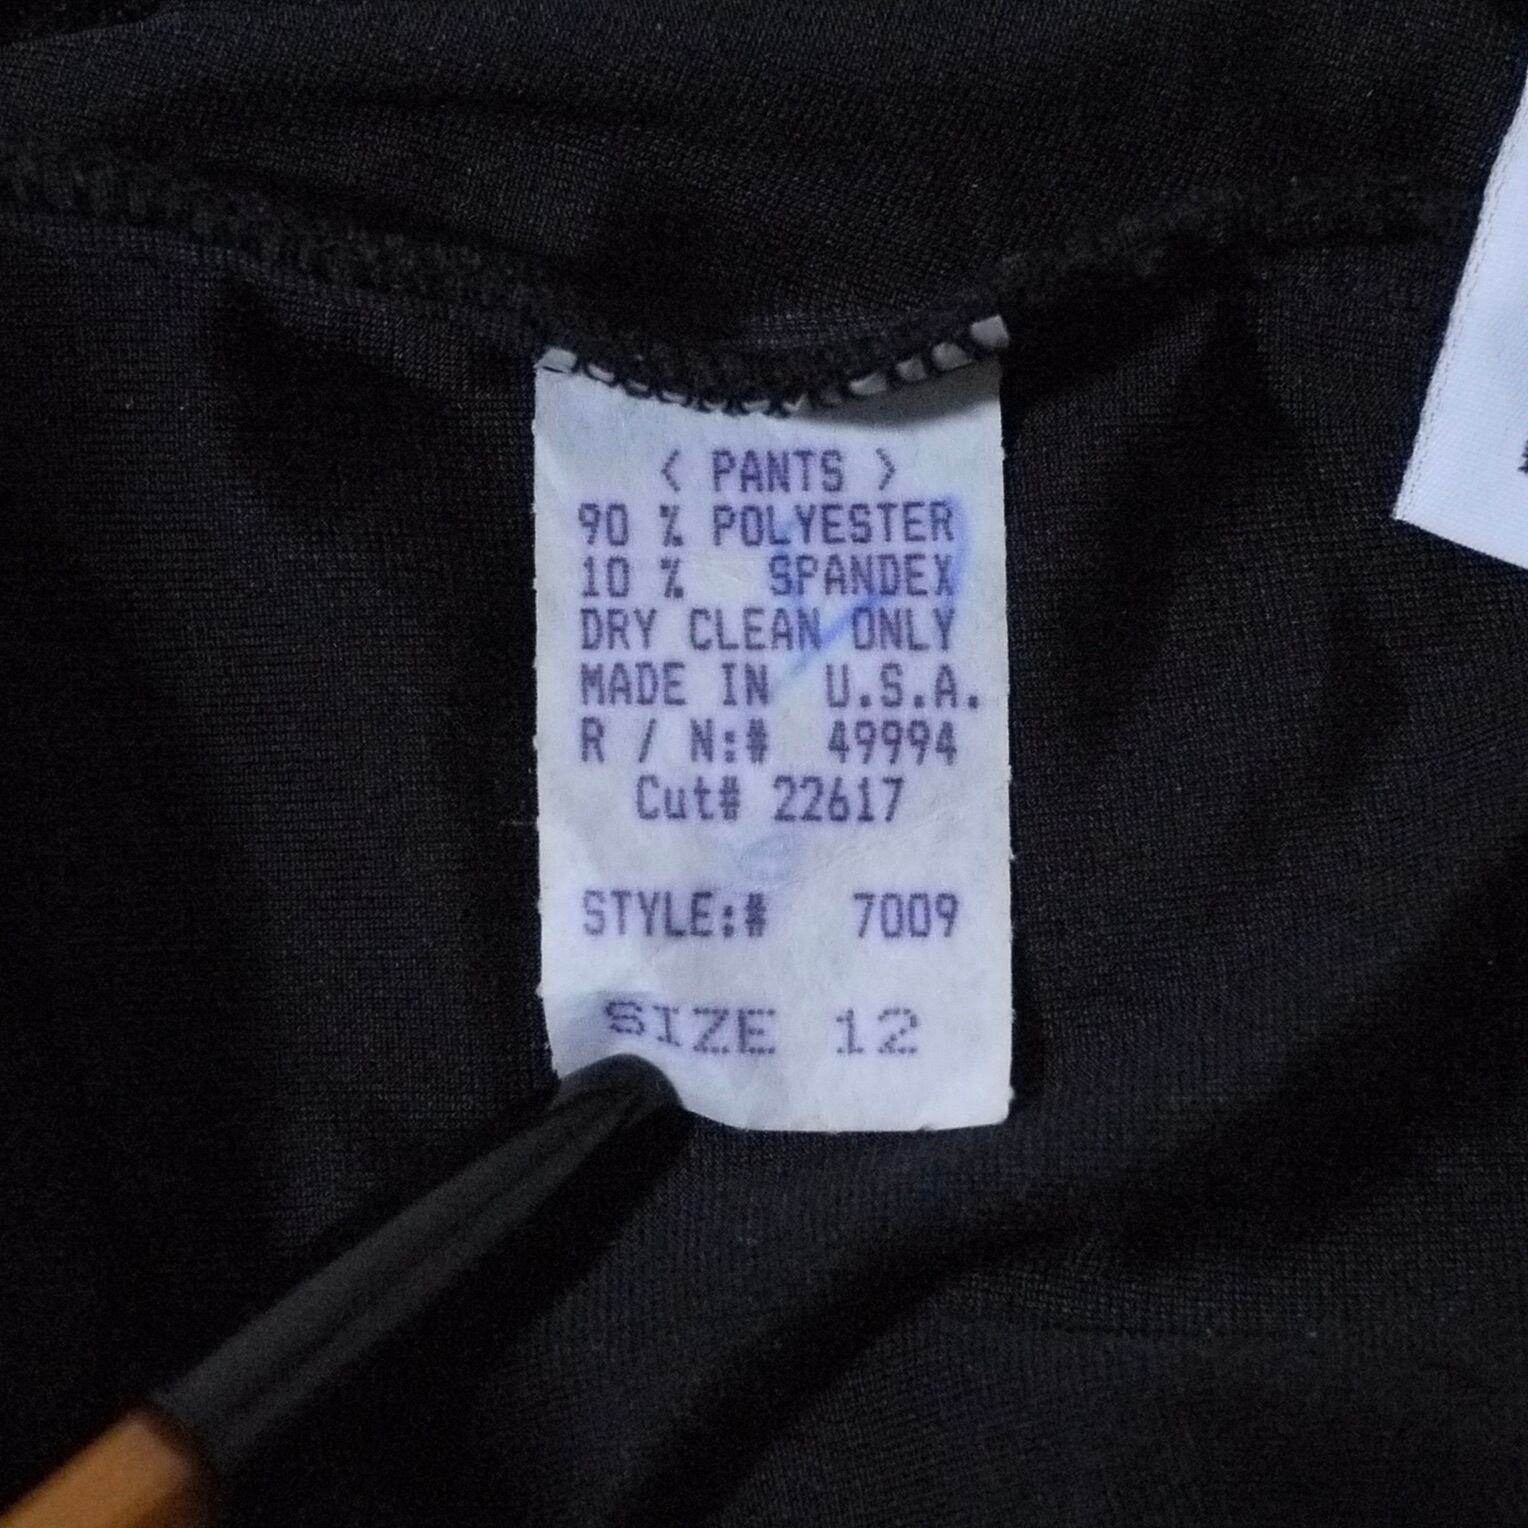 < PANTS >
90 % POLYESTER
10 % SPANDEX
DRY CLEAN ONLY
MADE IN U.S.A.
R / N:# 49994
Cut# 22617
STYLE:# 7009
SIZE 12